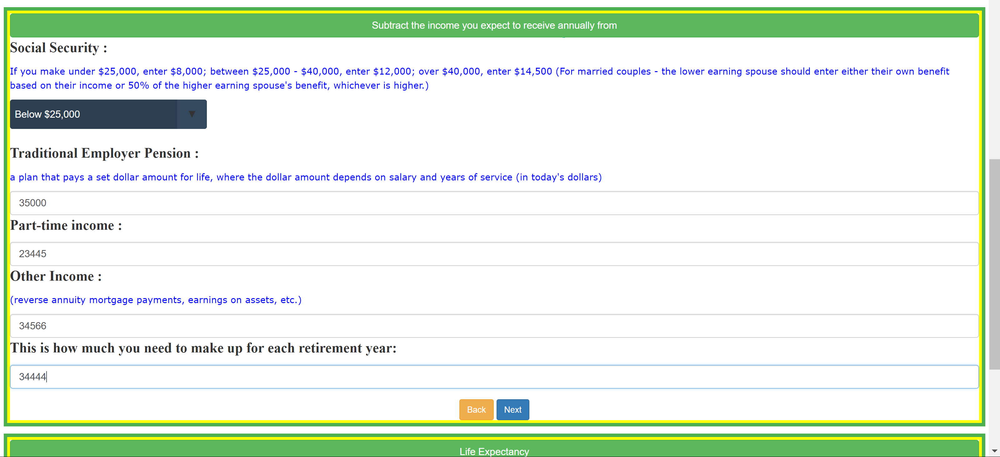 Subtract the income you expect to receive annually from
Social Security :
If you make under $25,000, enter $8,000; between $25,000 - $40,000, enter $12,000; over $40,000, enter $14,500 (For married couples - the lower earning spouse should enter either their own benefit
based on their income or 50% of the higher earning spouse's benefit, whichever is higher.)
Below $25,000
Traditional Employer Pension :
a plan that pays a set dollar amount for life, where the dollar amount depends on salary and years of service (in today's dollars)
35000
Part-time income :
23445
Other Income :
(reverse annuity mortgage payments, earnings on assets, etc.)
34566
This is how much you need to make up for each retirement year:
34444
Back Next
Life Expectancy